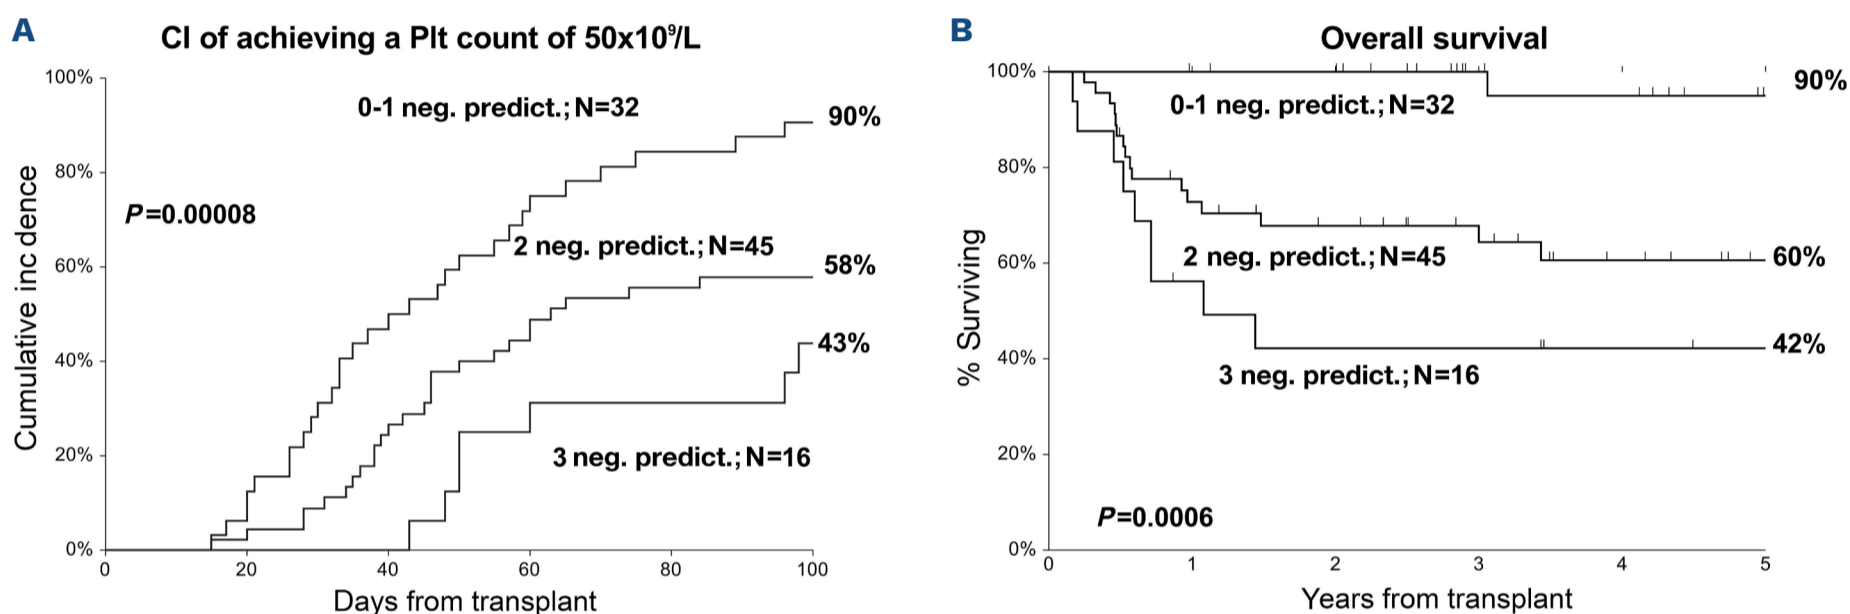 A
CI of achieving a Plt count of 50x10⁹/L
100%
80%
60%
40%
20%
0%
Cumulative inc dence
0-1 neg. predict.; N=32
90%
P=0.00008
2 neg. predict.; N=45
58%
43%
3 neg. predict.; N=16
0 20 40 60 80 100
Days from transplant
B
Overall survival
100%
80%
60%
40%
20%
0%
% Surviving
90%
0-1 neg. predict.; N=32
2 neg. predict.; N=45
60%
42%
3 neg. predict.; N=16
P=0.0006
0 1 2 3 4 5
Years from transplant